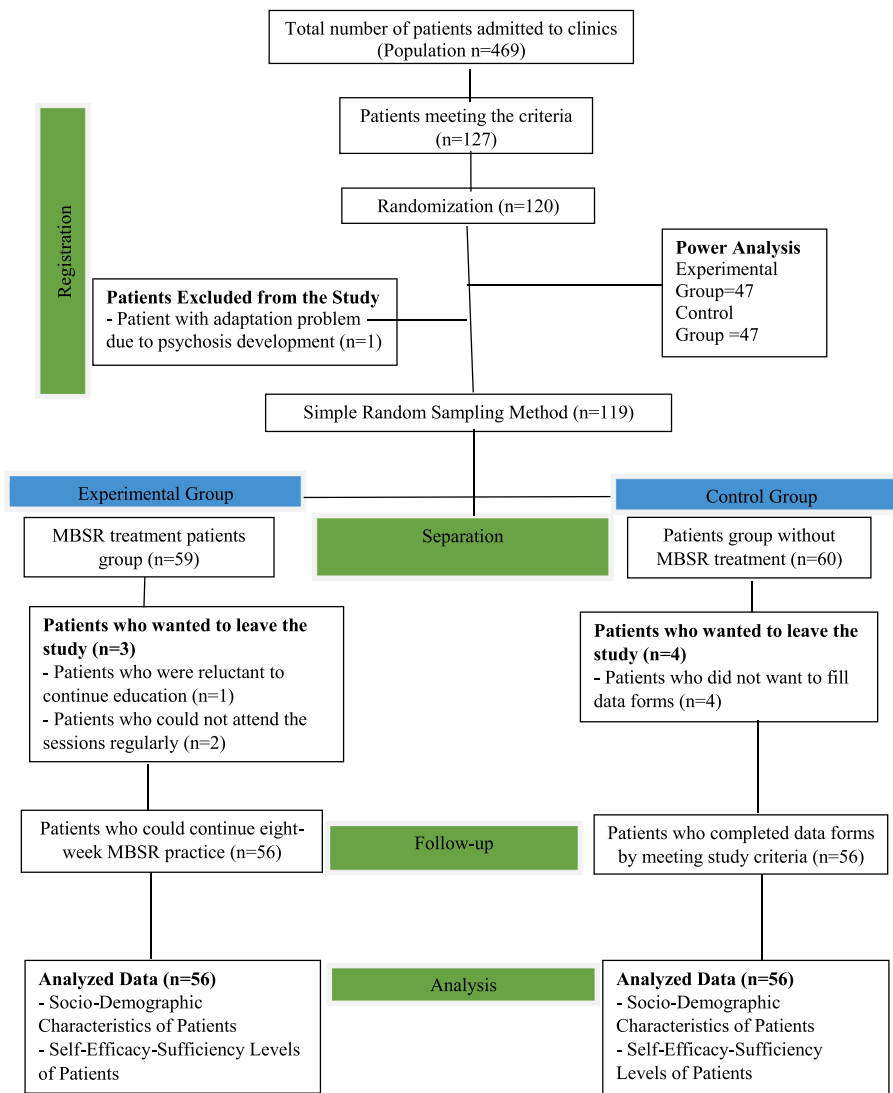 Total number of patients admitted to clinics
(Population n=469)
Patients meeting the criteria
(n=127)
Randomization (n=120)
Registration
Power Analysis
Experimental
Group=47
Control
Group =47
Patients Excluded from the Study
- Patient with adaptation problem
due to psychosis development (n=1)
Simple Random Sampling Method (n=119)
Experimental Group
Control Group
Separation
MBSR treatment patients
group (n=59)
Patients group without
MBSR treatment (n=60)
Patients who wanted to leave the
study (n=3)
- Patients who were reluctant to
continue education (n=1)
- Patients who could not attend the
sessions regularly (n=2)
Patients who wanted to leave the
study (n=4)
- Patients who did not want to fill
data forms (n=4)
Patients who could continue eight-
week MBSR practice (n=56)
Follow-up
Patients who completed data forms
by meeting study criteria (n=56)
Analyzed Data (n=56)
- Socio-Demographic
Characteristics of Patients
- Self-Efficacy-Sufficiency Levels
of Patients
Analysis
Analyzed Data (n=56)
- Socio-Demographic
Characteristics of Patients
- Self-Efficacy-Sufficiency
Levels of Patients